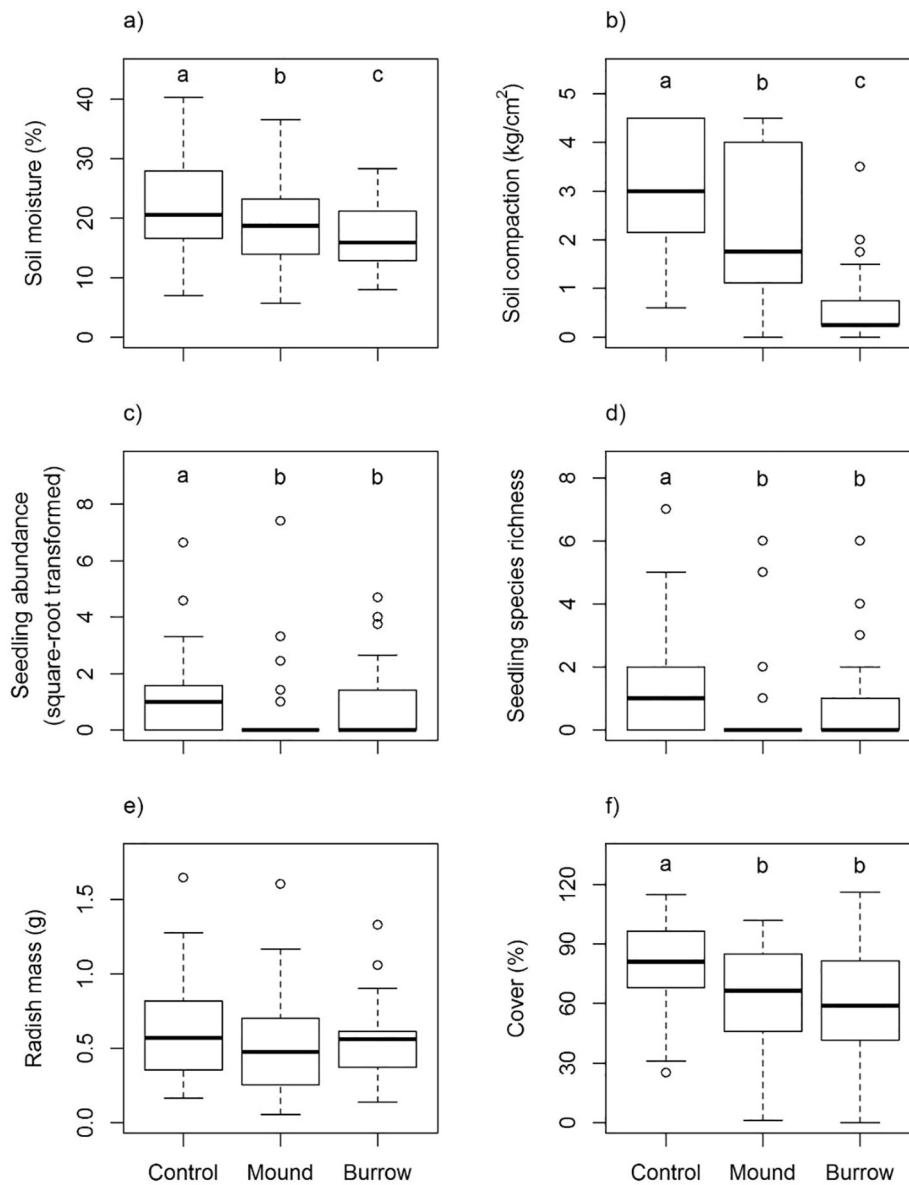 a)
a b c
Soil moisture (%)
40
30
20
10
0
b)
a b c
Soil compaction (kg/cm²)
5
4
3
2
1
0
c)
a b b
Seedling abundance
(square-root transformed)
8
6
4
2
0
d)
a b b
Seedling species richness
8
6
4
2
0
e)
Radish mass (g)
1.5
1.0
0.5
0.0
Control Mound Burrow
f)
a b b
Cover (%)
120
90
60
30
0
Control Mound Burrow